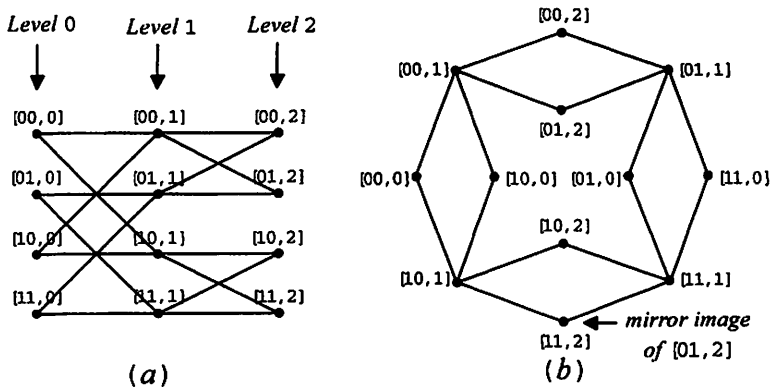 Level 0 Level 1 Level 2
[00,0] [00,1] [00,2]
[01,0] [01,1] [01,2]
[10,0] [10,1] [10,2]
[11,0] [11,1] [11,2]
(a)
[00,2]
[00,1] [01,1]
[01,2]
[00,0] [10,0] [01,0] [11,0]
[10,2]
[10,1] [11,1]
[11,2] mirror image
of [01,2]
(b)